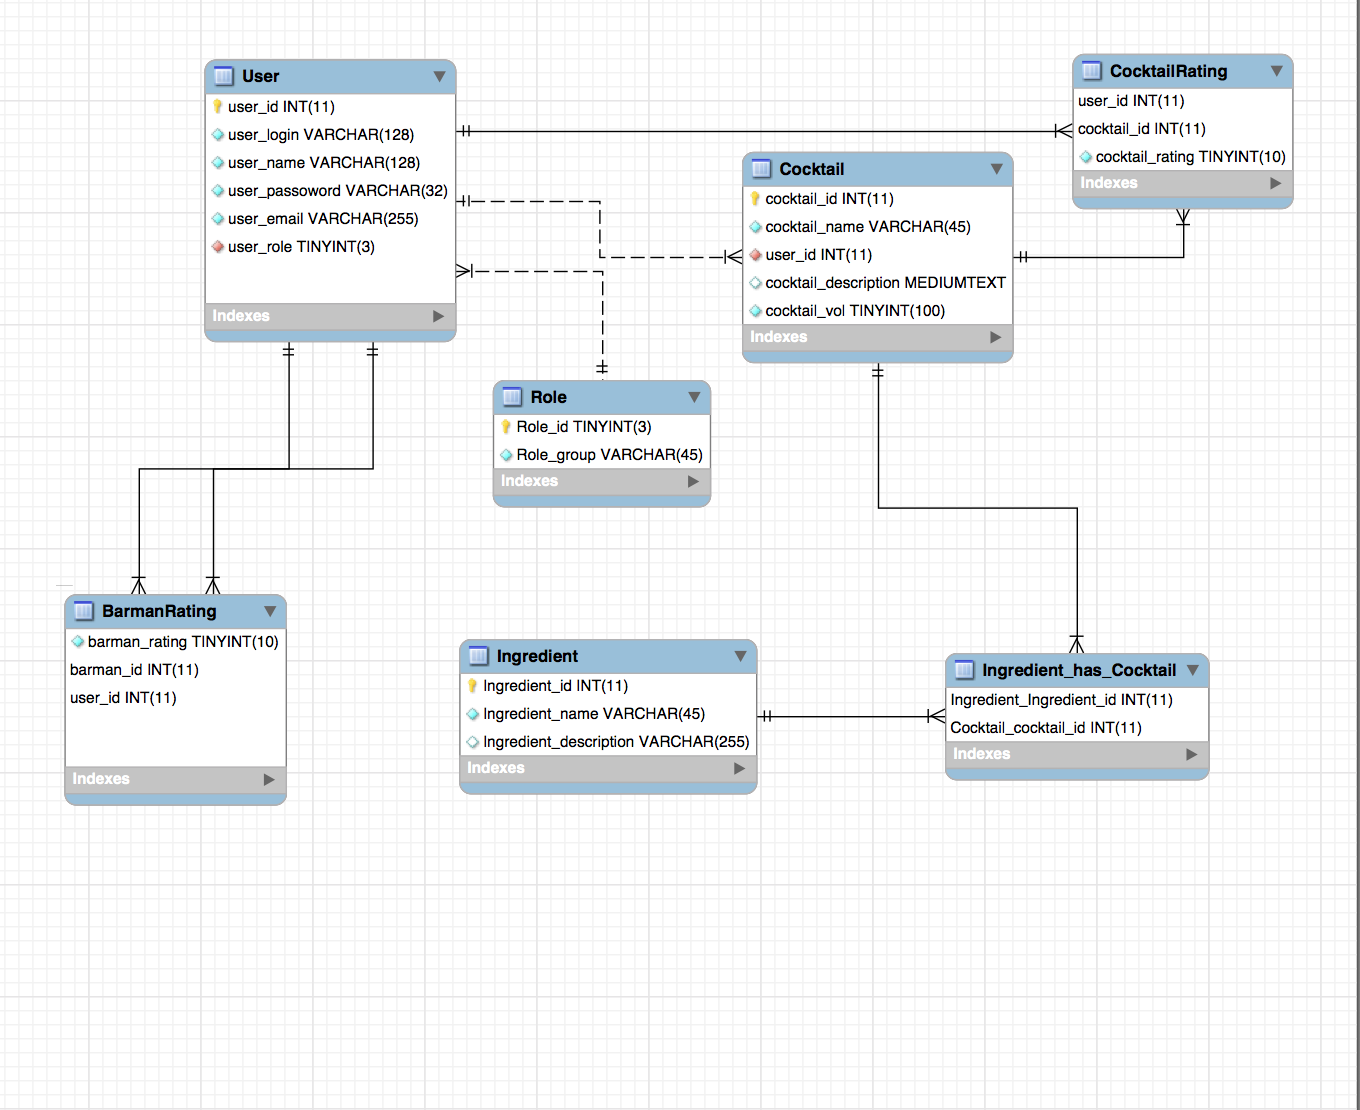 User
user_id INT(11)
user_login VARCHAR(128)
user_name VARCHAR(128)
user_passoword VARCHAR(32)
user_email VARCHAR(255)
user_role TINYINT(3)
Indexes
CocktailRating
user_id INT(11)
cocktail_id INT(11)
cocktail_rating TINYINT(10)
Indexes
Cocktail
cocktail_id INT(11)
cocktail_name VARCHAR(45)
user_id INT(11)
cocktail_description MEDIUMTEXT
cocktail_vol TINYINT(100)
Indexes
Role
Role_id TINYINT(3)
Role_group VARCHAR(45)
Indexes
BarmanRating
barman_rating TINYINT(10)
barman_id INT(11)
user_id INT(11)
Indexes
Ingredient
Ingredient_id INT(11)
Ingredient_name VARCHAR(45)
Ingredient_description VARCHAR(255)
Indexes
Ingredient_has_Cocktail
Ingredient_Ingredient_id INT(11)
Cocktail_cocktail_id INT(11)
Indexes